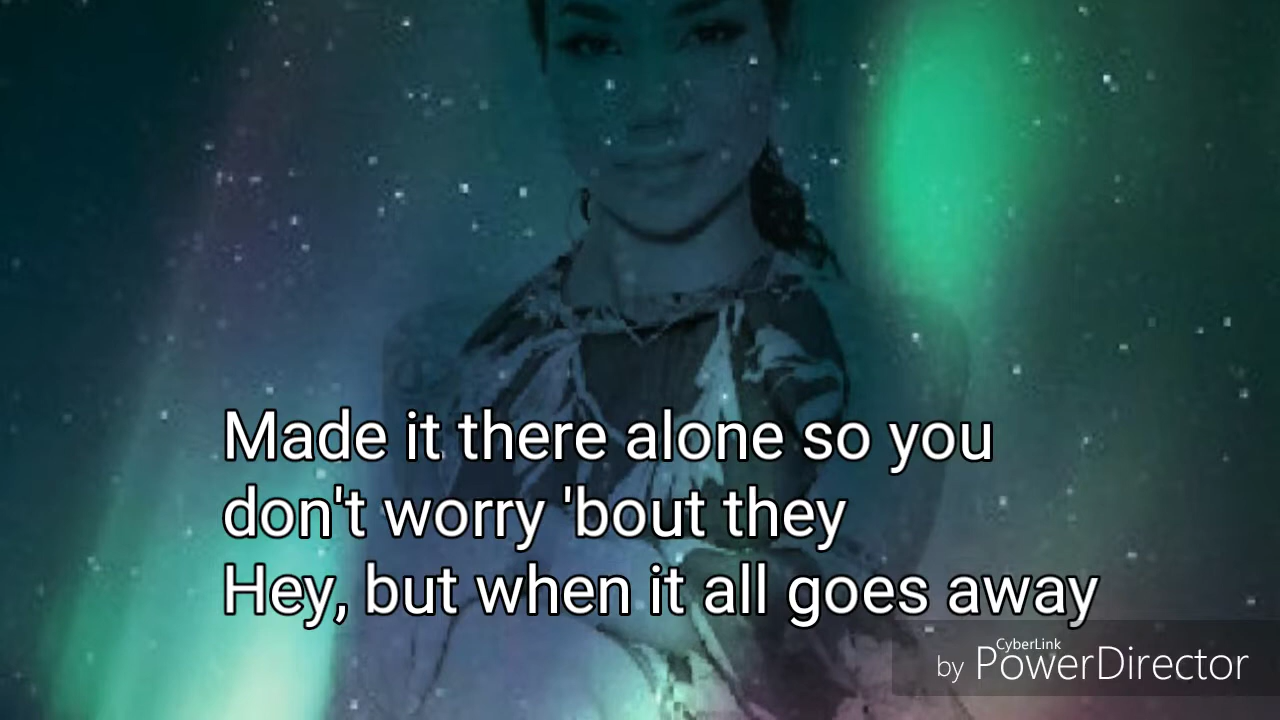 Made it there alone so you
don't worry 'bout they
Hey, but when it all goes away
CyberLink
by PowerDirector